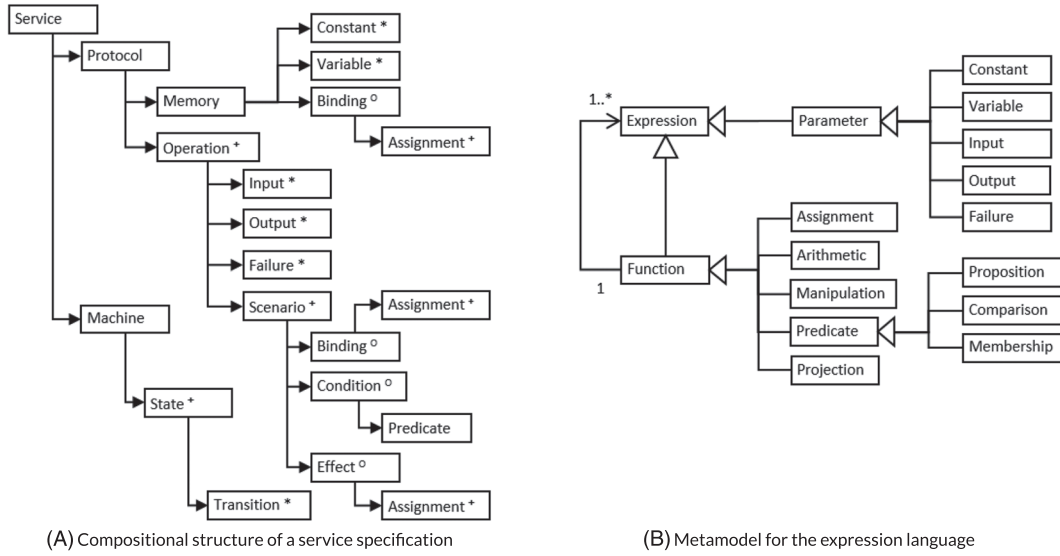 Service
Protocol
Memory
Constant *
Variable *
Binding o
Assignment +
Operation +
Input *
Output *
Failure *
Scenario +
Assignment +
Binding o
Condition o
Predicate
Effect o
Assignment +
Machine
State +
Transition *
(A) Compositional structure of a service specification
1..*
Expression
Parameter
Constant
Variable
Input
Output
Failure
Function
1
Assignment
Arithmetic
Manipulation
Predicate
Projection
Proposition
Comparison
Membership
(B) Metamodel for the expression language